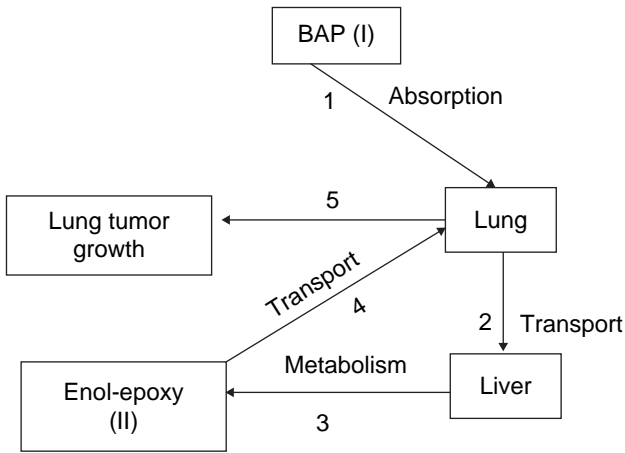 BAP (I)
1
Absorption
5
Lung
Lung tumor
growth
Transport
4
2
Transport
Metabolism
Enol-epoxy
(II)
3
Liver